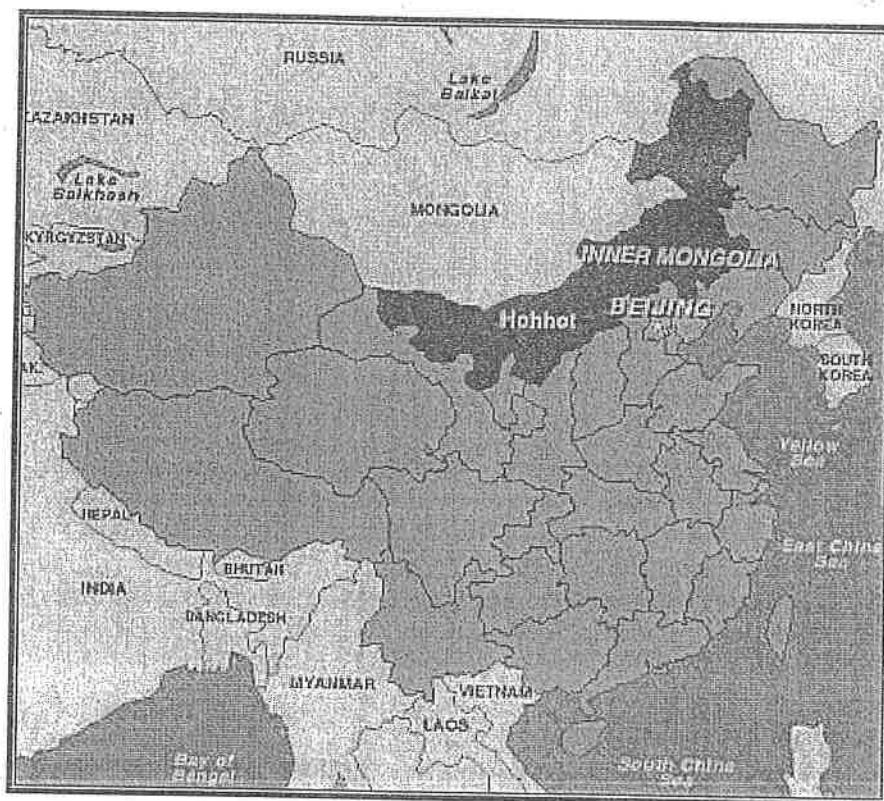 RUSSIA
Lake
Baikal
KAZAKHSTAN
Lake
Balkhash
MONGOLIA
KYRGYZSTAN
INNER MONGOLIA
BEIJING
Hohhot
NORTH
KOREA
SOUTH
KOREA
Yellow
Sea
NEPAL
BHUTAN
East China
Sea
INDIA
BANGLADESH
MYANMAR
VIETNAM
LAOS
Bay of
Bengal
South China
Sea